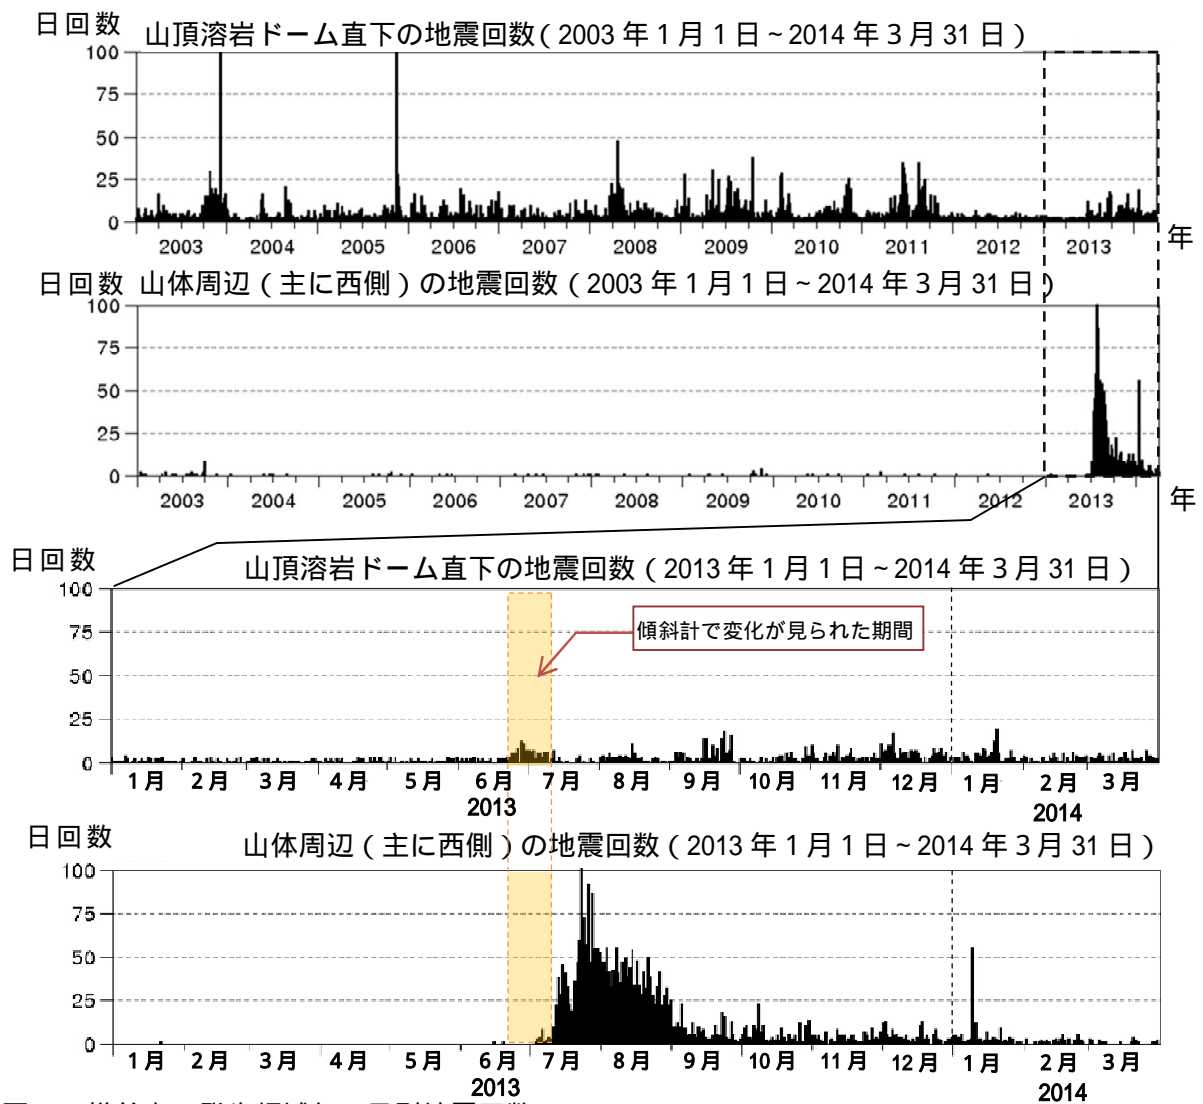 日回数 山頂溶岩ドーム直下の地震回数(2003年1月1日~2014年3月31日)
100
75
50
25
0
2003 2004 2005 2006 2007 2008 2009 2010 2011 2012 2013 年
日回数 山体周辺(主に西側)の地震回数(2003年1月1日~2014年3月31日)
100
75
50
25
0
2003 2004 2005 2006 2007 2008 2009 2010 2011 2012 2013 年
日回数 山頂溶岩ドーム直下の地震回数(2013年1月1日~2014年3月31日)
100
75
50
25
0
傾斜計で変化が見られた期間
1月 2月 3月 4月 5月 6月 7月 8月 9月 10月 11月 12月 1月 2月 3月
2013 2014
日回数 山体周辺(主に西側)の地震回数(2013年1月1日~2014年3月31日)
100
75
50
25
0
1月 2月 3月 4月 5月 6月 7月 8月 9月 10月 11月 12月 1月 2月 3月
2013 2014